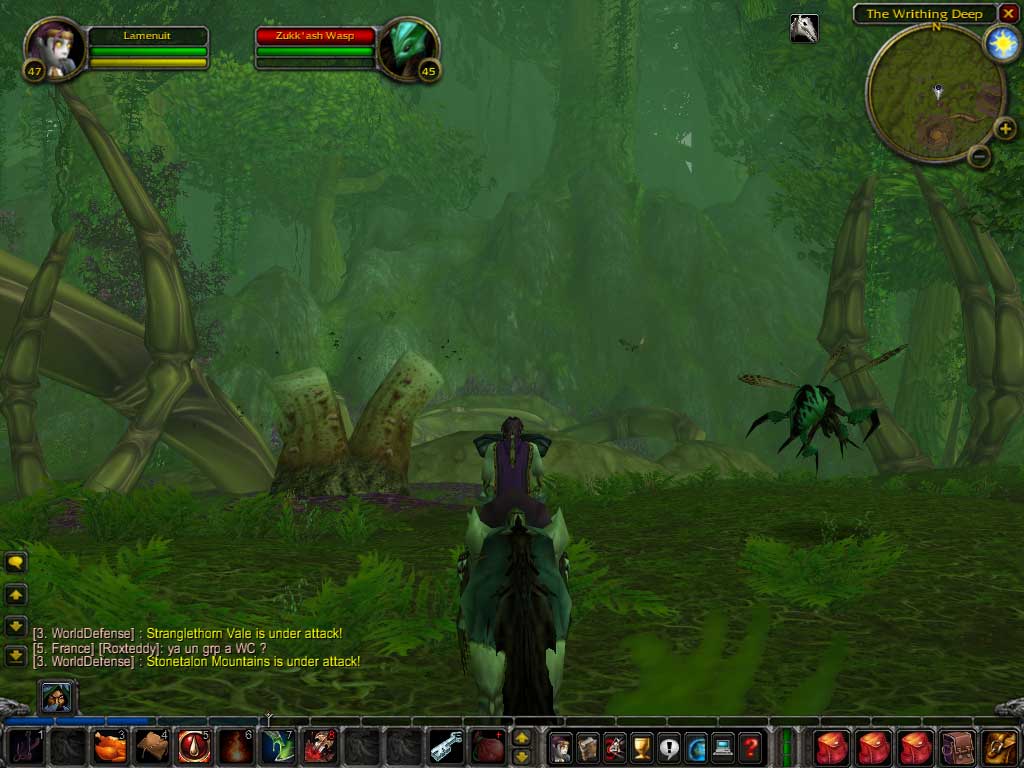 Lamenuit
Zukk'ash Wasp
The Writhing Deep
N
47
45
[3. WorldDefense] : Stranglethorn Vale is under attack!
[5. France] [Roxteddy]: ya un grp a WC ?
[3. WorldDefense] : Stonetalon Mountains is under attack!
1 3 4 5 6 7 8